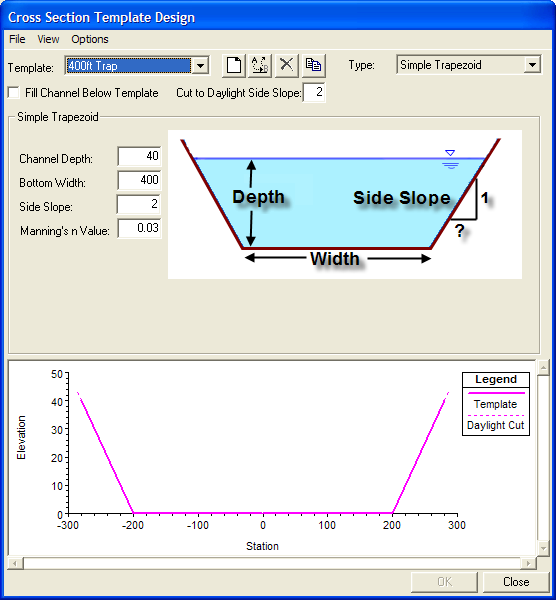 Cross Section Template Design
File View Options
Template: 400ft Trap Type: Simple Trapezoid
Fill Channel Below Template Cut to Daylight Side Slope: 2
Simple Trapezoid
Channel Depth: 40
Bottom Width: 400
Side Slope: 2
Manning's n Value: 0.03
Depth
Side Slope
1
?
Width
Elevation
50
40
30
20
10
0
-300 -200 -100 0 100 200 300
Station
Legend
Template
Daylight Cut
OK Close